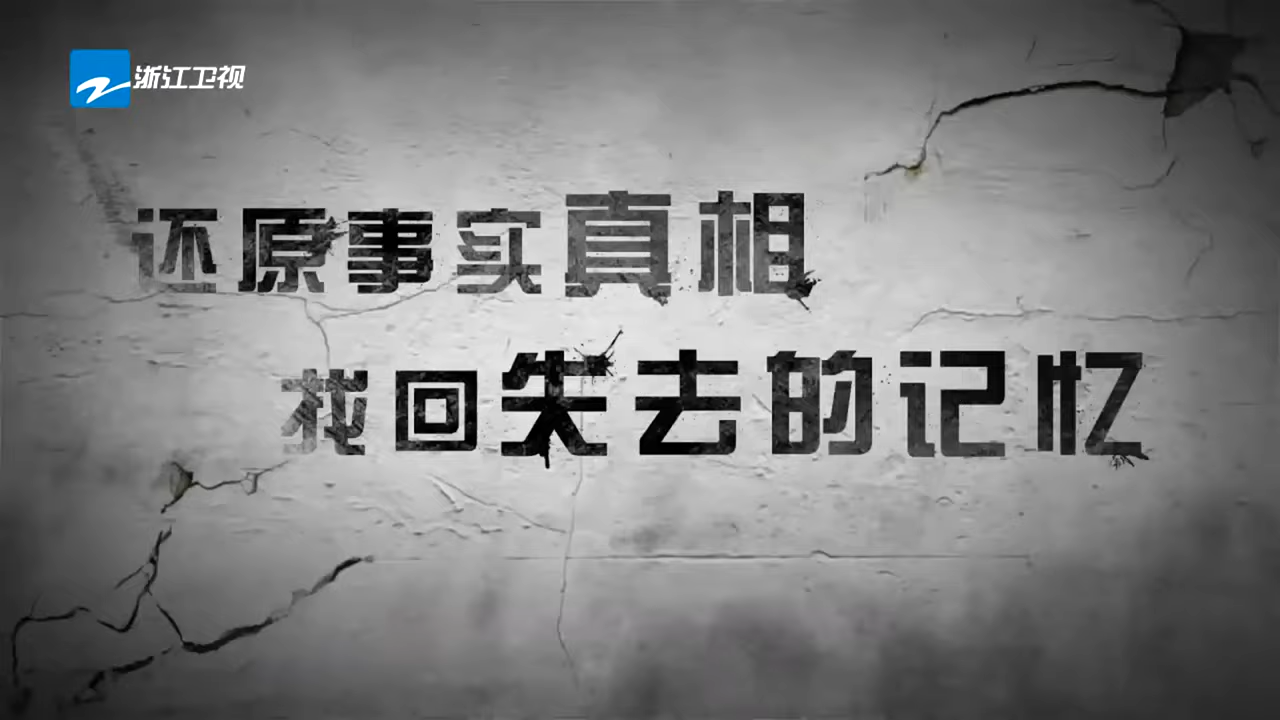 浙江卫视
还原事实真相
找回失去的记忆